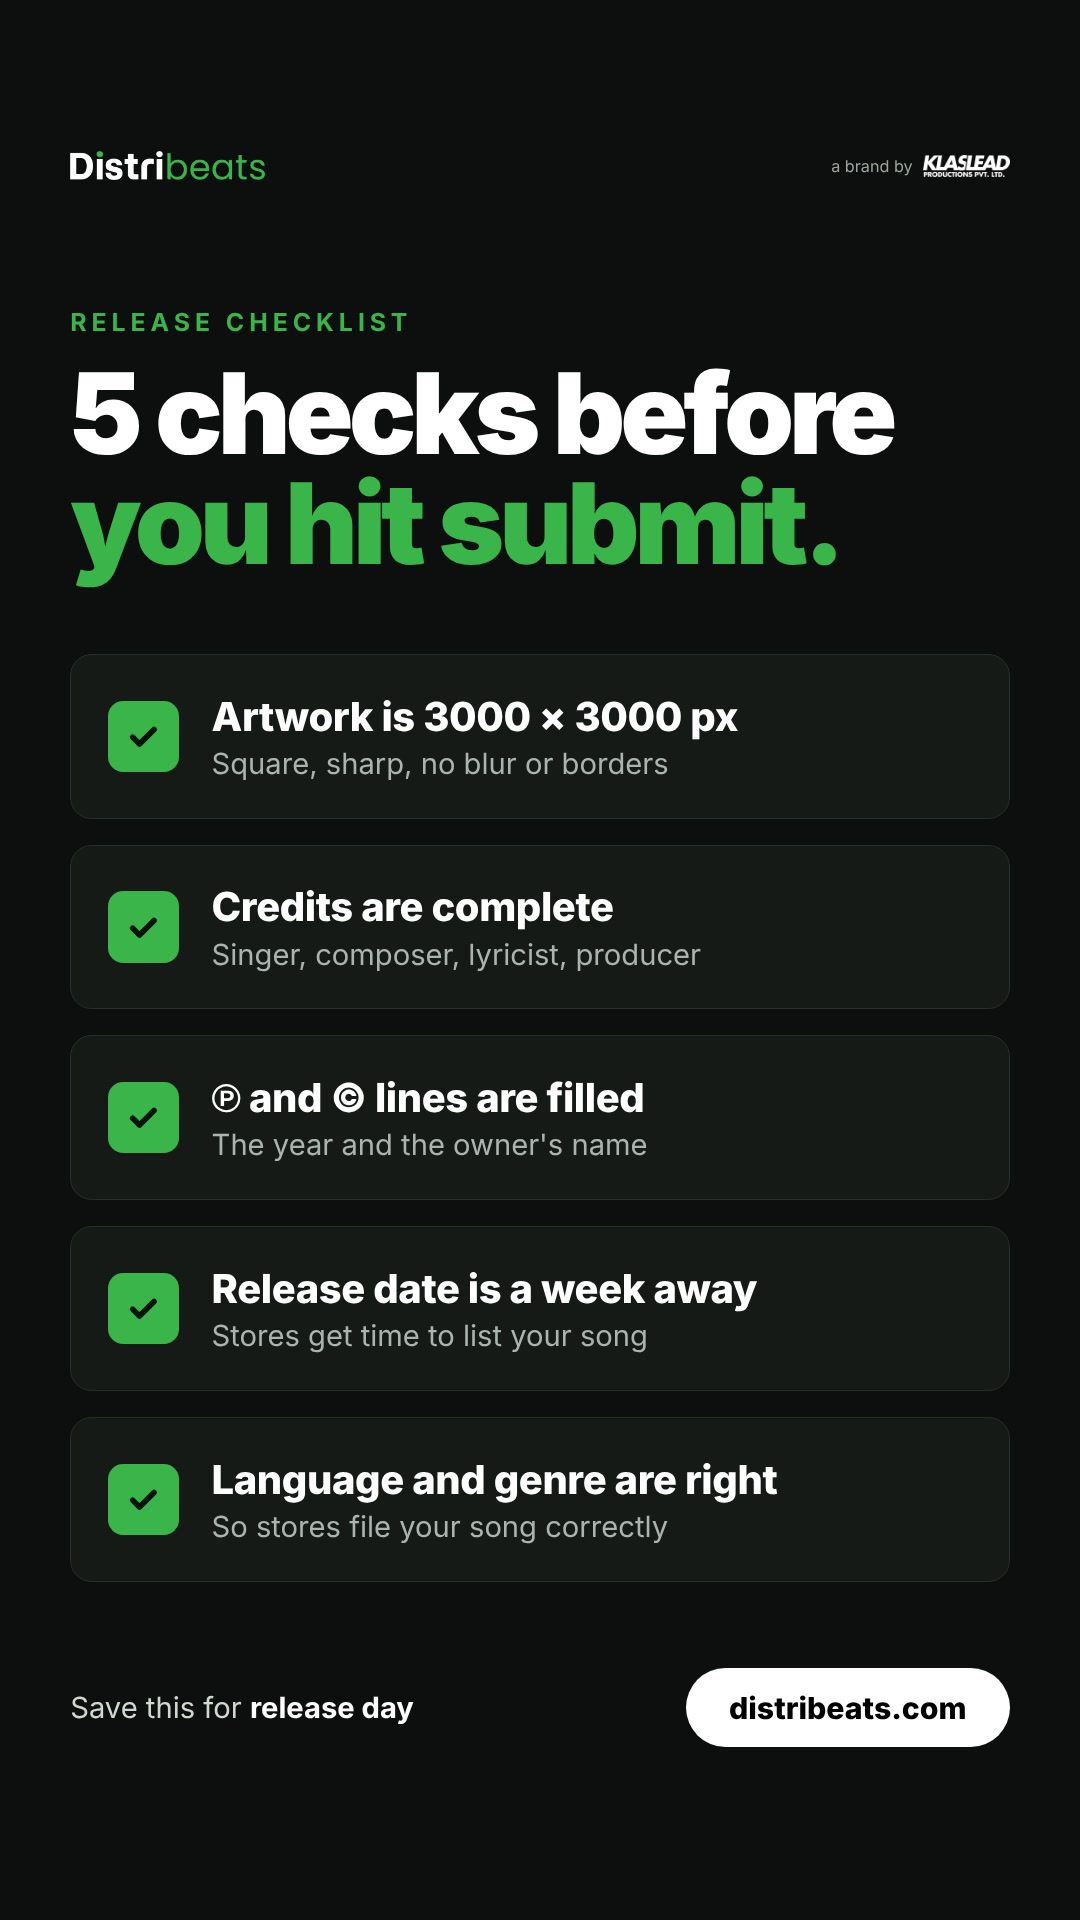 Distribeats
a brand by KLASLEAD
PRODUCTIONS PVT. LTD.
RELEASE CHECKLIST
5 checks before
you hit submit.
Artwork is 3000 × 3000 px
Square, sharp, no blur or borders
Credits are complete
Singer, composer, lyricist, producer
℗ and © lines are filled
The year and the owner's name
Release date is a week away
Stores get time to list your song
Language and genre are right
So stores file your song correctly
Save this for release day
distribeats.com